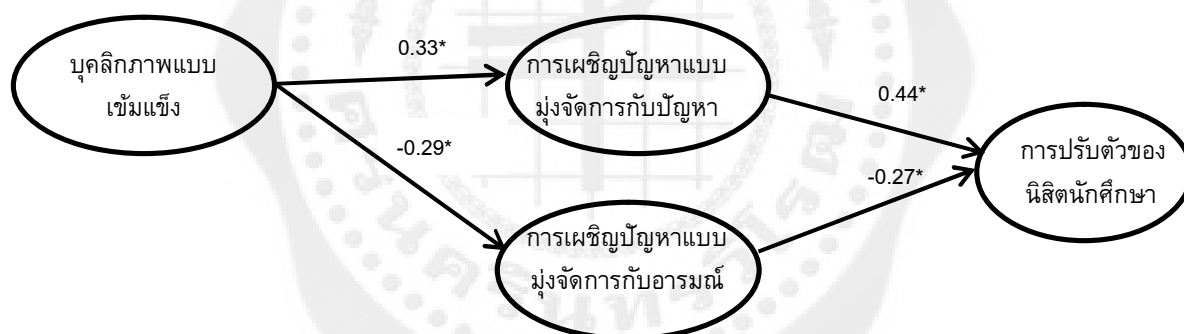 บุคลิกภาพแบบ
เข้มแข็ง
0.33*
-0.29*
การเผชิญปัญหาแบบ
มุ่งจัดการกับปัญหา
การเผชิญปัญหาแบบ
มุ่งจัดการกับอารมณ์
0.44*
-0.27*
การปรับตัวของ
นิสิตนักศึกษา